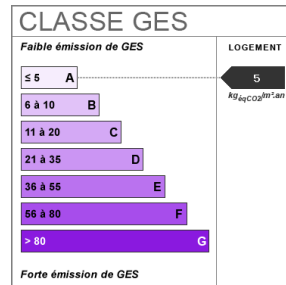 CLASSE GES
Faible émission de GES
LOGEMENT
≤ 5 A
5
kgéqCO2/m².an
6 à 10 B
11 à 20 C
21 à 35 D
36 à 55 E
56 à 80 F
> 80 G
Forte émission de GES